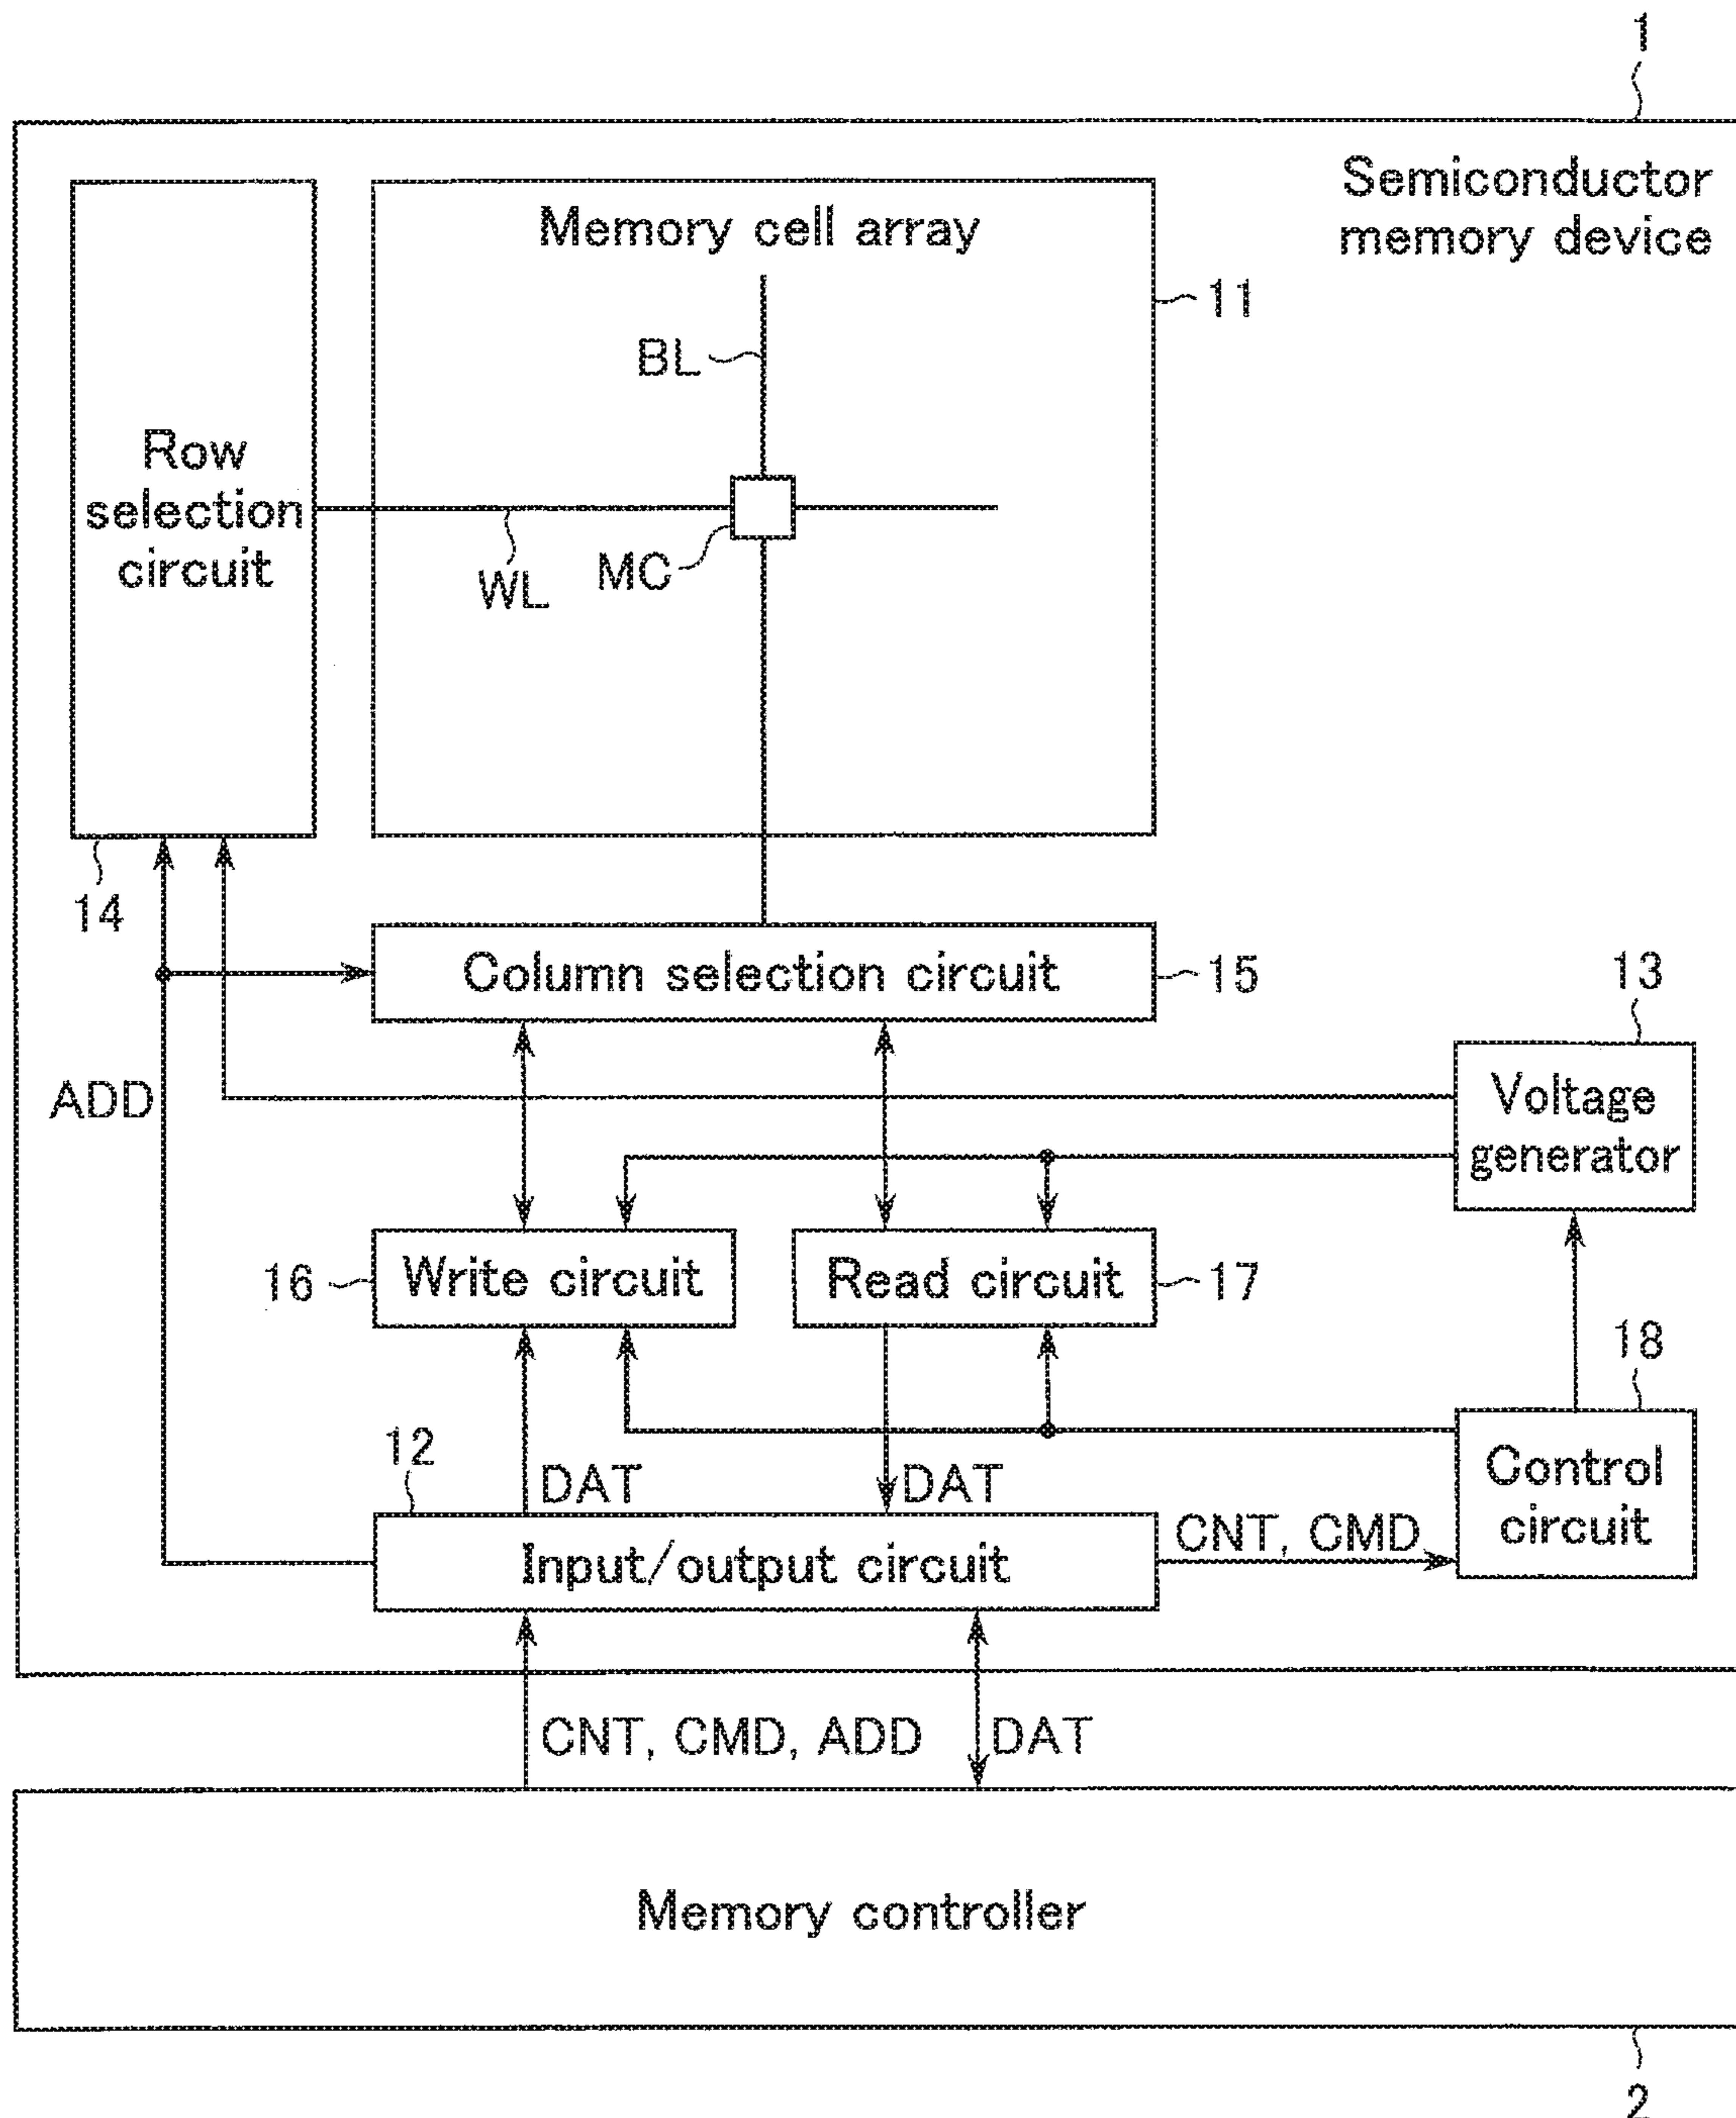 1
Semiconductor
memory device
Memory cell array
11
BL
Row
selection
circuit
WL
MC
14
Column selection circuit
15
13
ADD
Voltage
generator
16
Write circuit
Read circuit
17
18
12
DAT
DAT
Control
circuit
CNT, CMD
Input/output circuit
CNT, CMD, ADD
DAT
Memory controller
2